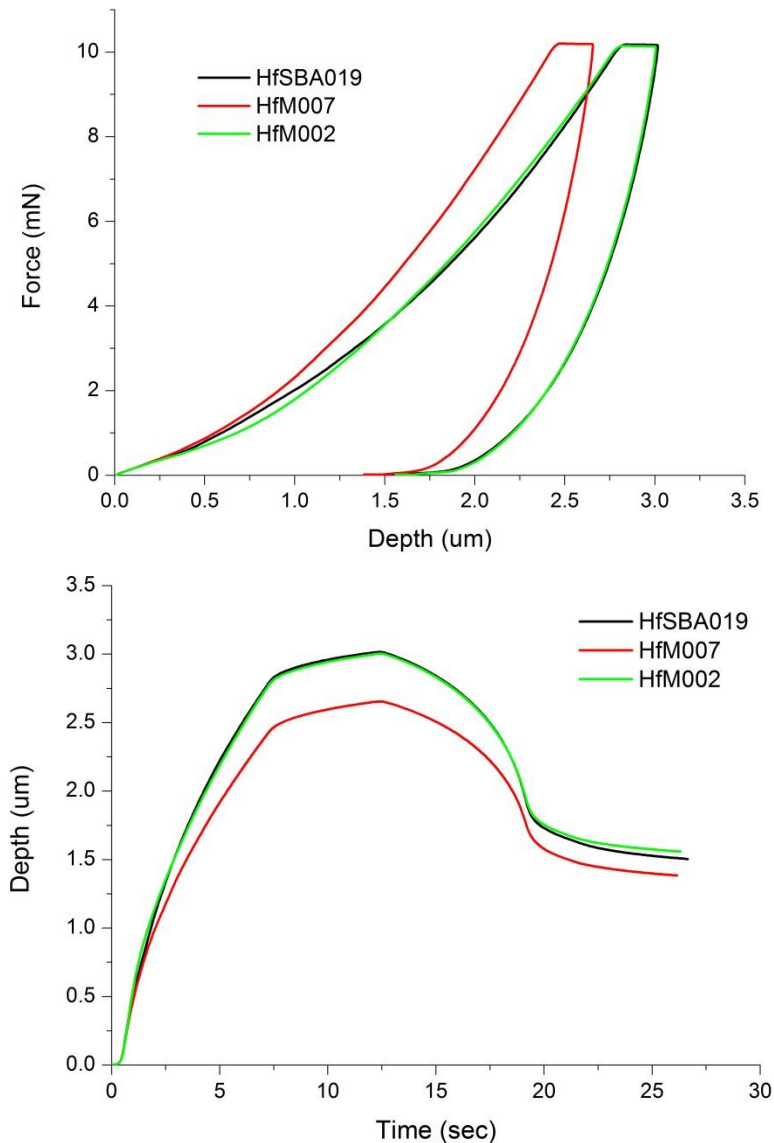 10
HfSBA019
HfM007
HfM002
8
6
4
2
0
Force (mN)
0.0 0.5 1.0 1.5 2.0 2.5 3.0 3.5
Depth (um)
3.5
HfSBA019
HfM007
HfM002
3.0
2.5
2.0
1.5
1.0
0.5
0.0
Depth (um)
0 5 10 15 20 25 30
Time (sec)